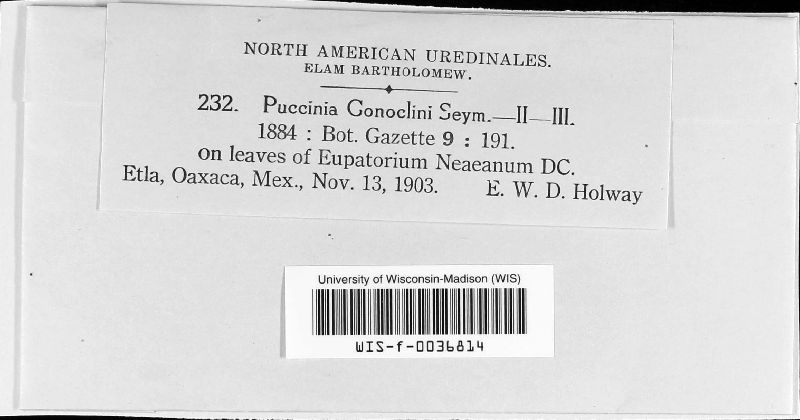 NORTH AMERICAN UREDINALES.
ELAM BARTHOLOMEW.
232. Puccinia Conoclini Seym.—II—III.
1884 : Bot. Gazette 9 : 191.
on leaves of Eupatorium Neaeanum DC.
Etla, Oaxaca, Mex., Nov. 13, 1903. E. W. D. Holway
University of Wisconsin-Madison (WIS)
WIS-f-0036814